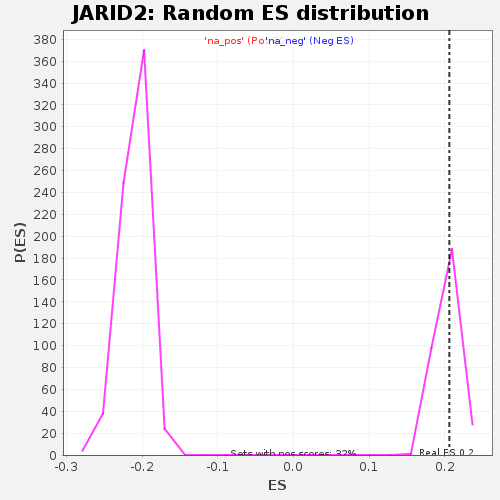 JARID2: Random ES distribution
'na_pos' (Po'na_neg' (Neg ES)
P(ES)
380
360
340
320
300
280
260
240
220
200
180
160
140
120
100
80
60
40
20
0
Sets with pos scores: 32%
Real ES 0.2
-0.3 -0.2 -0.1 0.0 0.1 0.2
ES